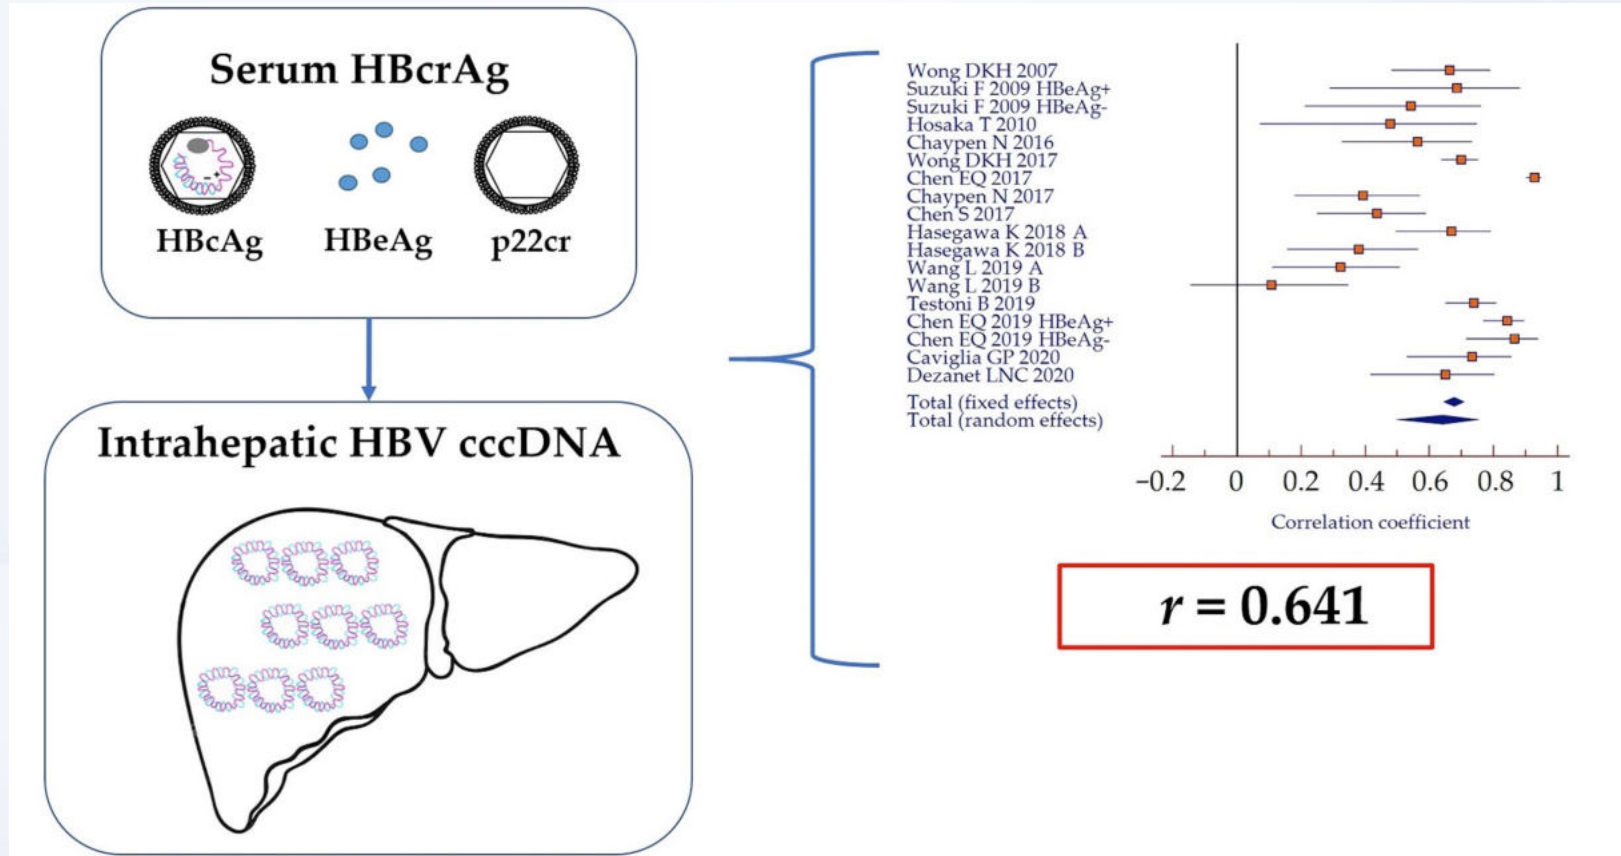 Serum HBcrAg
HBcAg
HBeAg
p22cr
Intrahepatic HBV cccDNA
Wong DKH 2007
Suzuki F 2009 HBeAg+
Suzuki F 2009 HBeAg-
Hosaka T 2010
Chaypen N 2016
Wong DKH 2017
Chen EQ 2017
Chaypen N 2017
Chen S 2017
Hasegawa K 2018 A
Hasegawa K 2018 B
Wang L 2019 A
Wang L 2019 B
Testoni B 2019
Chen EQ 2019 HBeAg+
Chen EQ 2019 HBeAg-
Caviglia GP 2020
Dezanet LNC 2020
Total (fixed effects)
Total (random effects)
−0.2 0 0.2 0.4 0.6 0.8 1
Correlation coefficient
r = 0.641